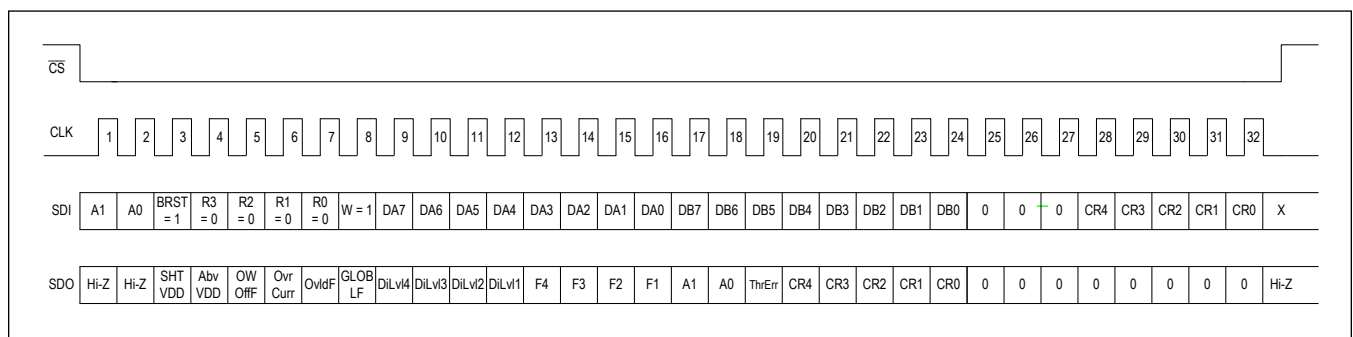 CS
CLK 1 2 3 4 5 6 7 8 9 10 11 12 13 14 15 16 17 18 19 20 21 22 23 24 25 26 27 28 29 30 31 32
SDI A1 A0 BRST = 1 R3 = 0 R2 = 0 R1 = 0 R0 = 0 W = 1 DA7 DA6 DA5 DA4 DA3 DA2 DA1 DA0 DB7 DB6 DB5 DB4 DB3 DB2 DB1 DB0 0 0 0 CR4 CR3 CR2 CR1 CR0 X
SDO Hi-Z Hi-Z SHT VDD Abv VDD OW OffF Ovr Curr OvldF GLOB LF DiLvl4 DiLvl3 DiLvl2 DiLvl1 F4 F3 F2 F1 A1 A0 ThrErr CR4 CR3 CR2 CR1 CR0 0 0 0 0 0 0 0 0 Hi-Z